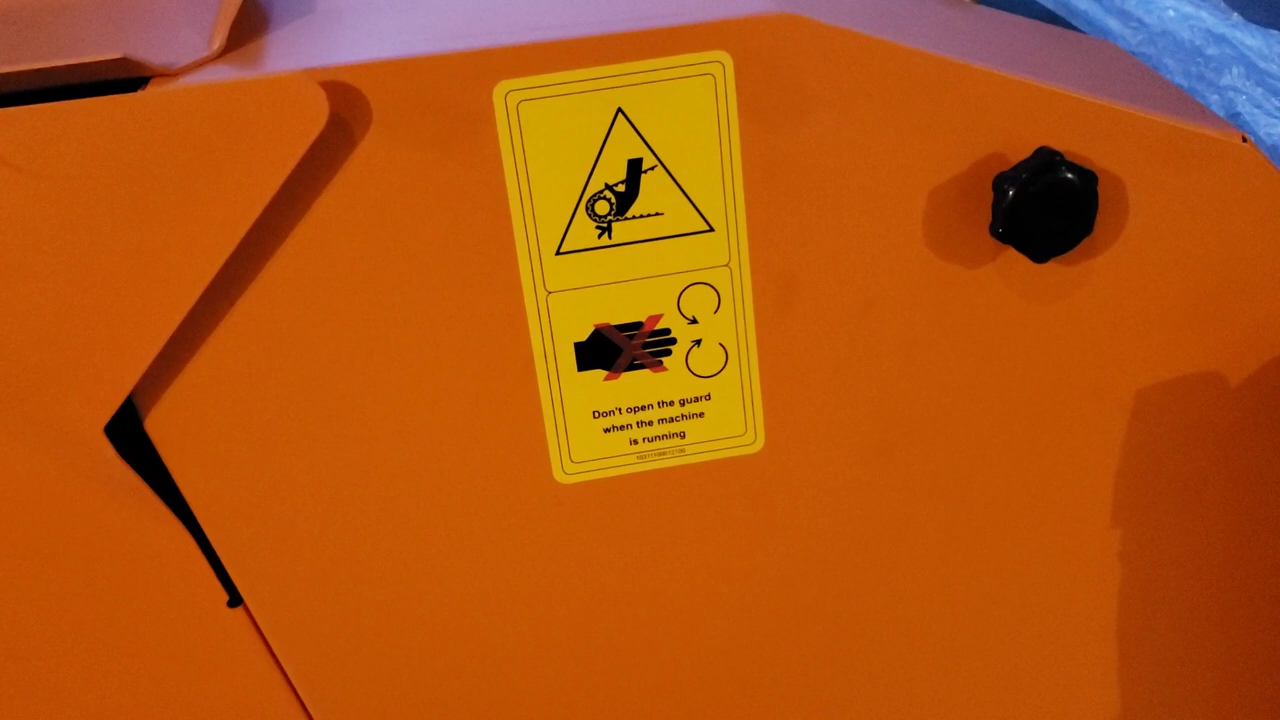 Don't open the guard
when the machine
is running